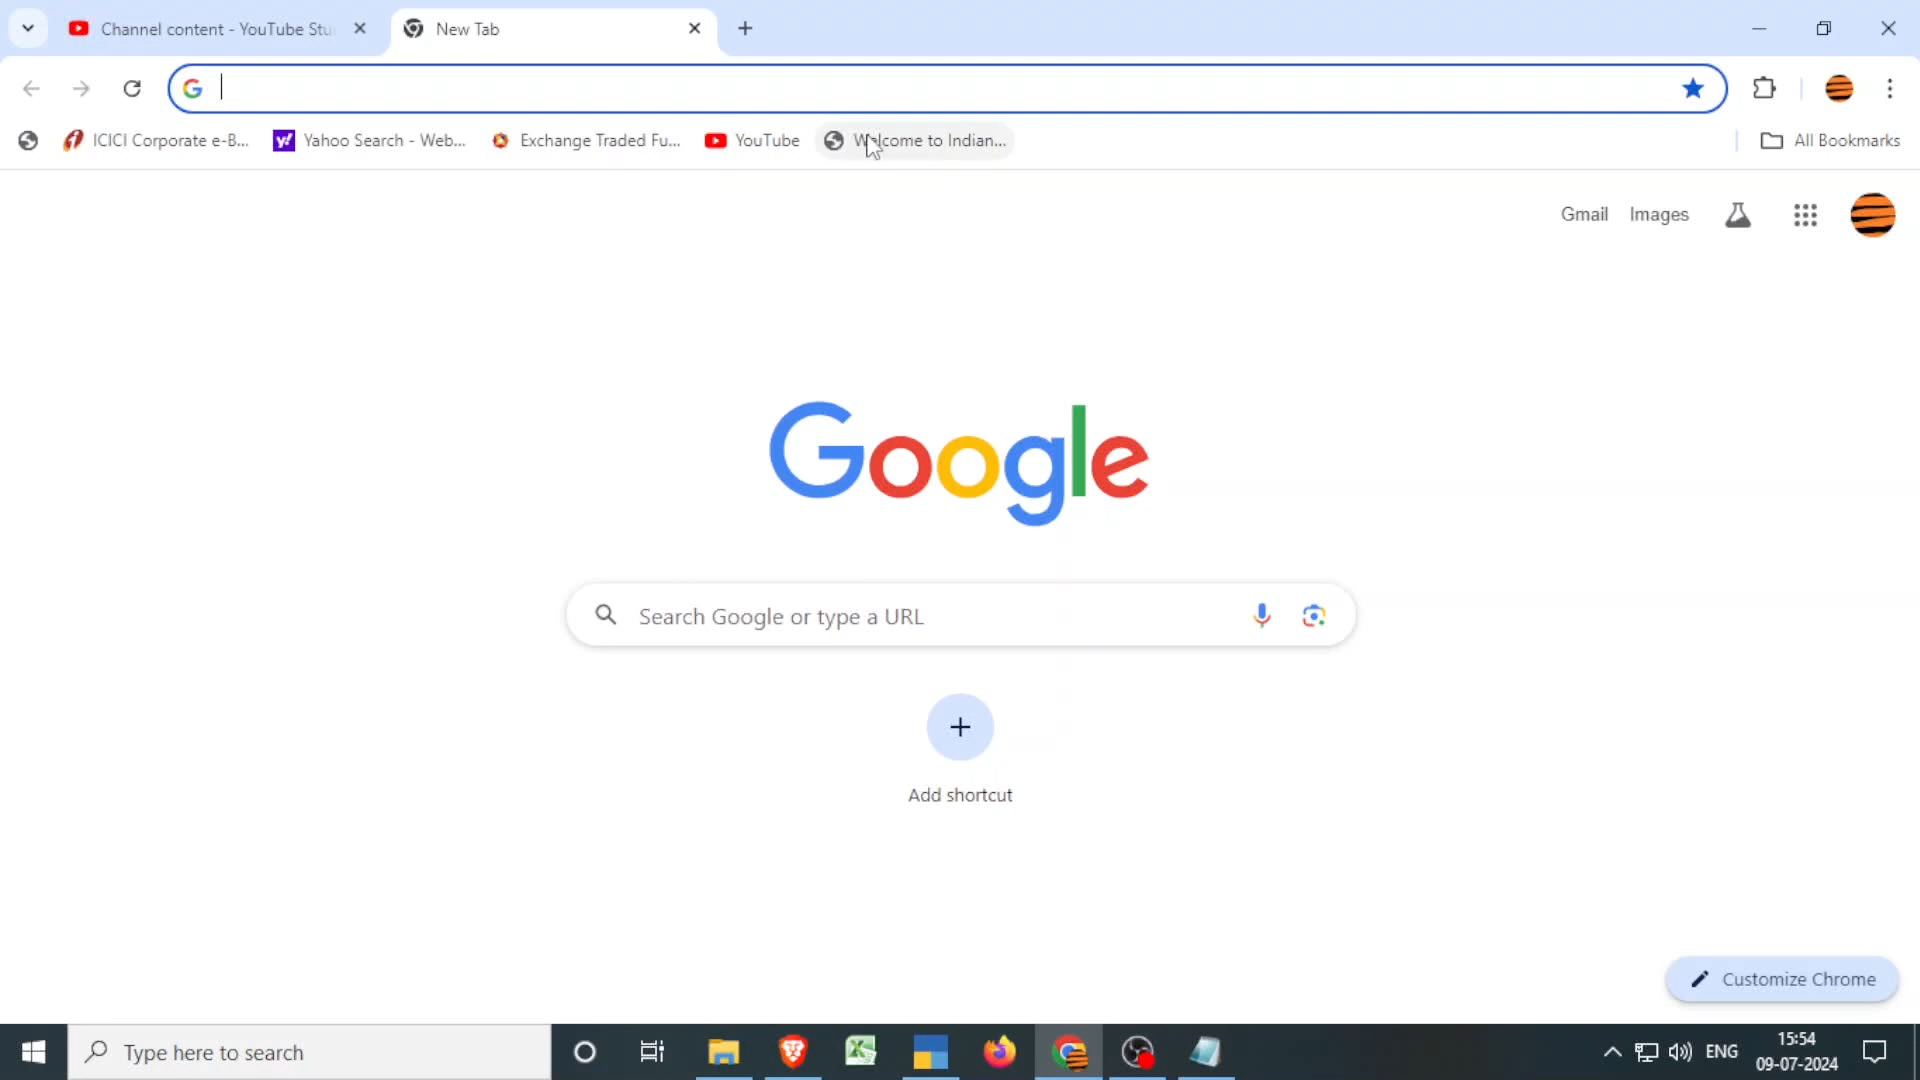 Channel content - YouTube Stu
New Tab
ICICI Corporate e-B...
Yahoo Search - Web...
Exchange Traded Fu...
YouTube
Welcome to Indian...
All Bookmarks
Gmail
Images
Google
Search Google or type a URL
Add shortcut
Customize Chrome
Type here to search
ENG
15:54
09-07-2024